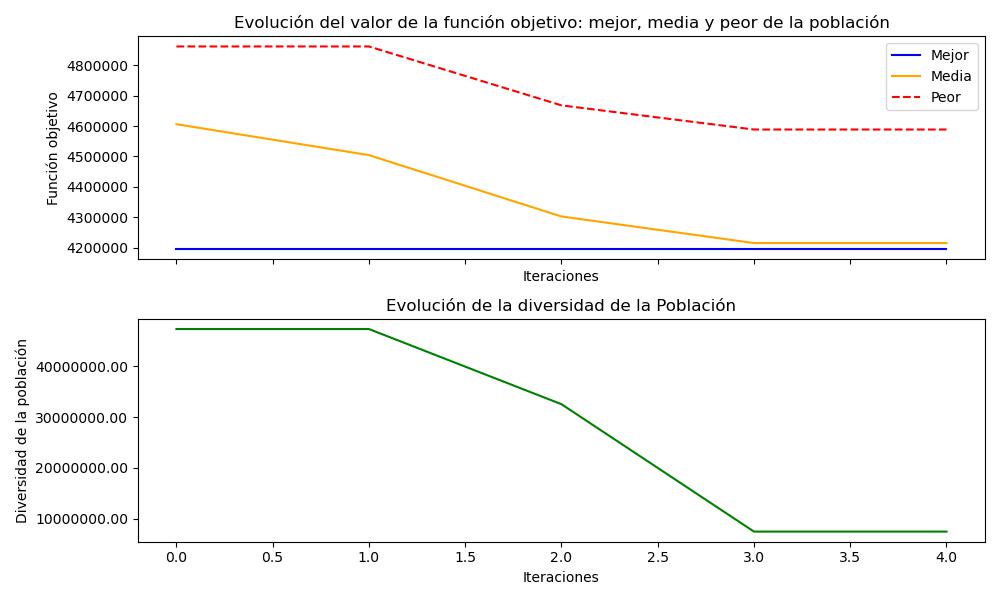 Evolución del valor de la función objetivo: mejor, media y peor de la población
Función objetivo
4800000
4700000
4600000
4500000
4400000
4300000
4200000
Mejor
Media
Peor
Iteraciones
Evolución de la diversidad de la Población
Diversidad de la población
40000000.00
30000000.00
20000000.00
10000000.00
0.0 0.5 1.0 1.5 2.0 2.5 3.0 3.5 4.0
Iteraciones